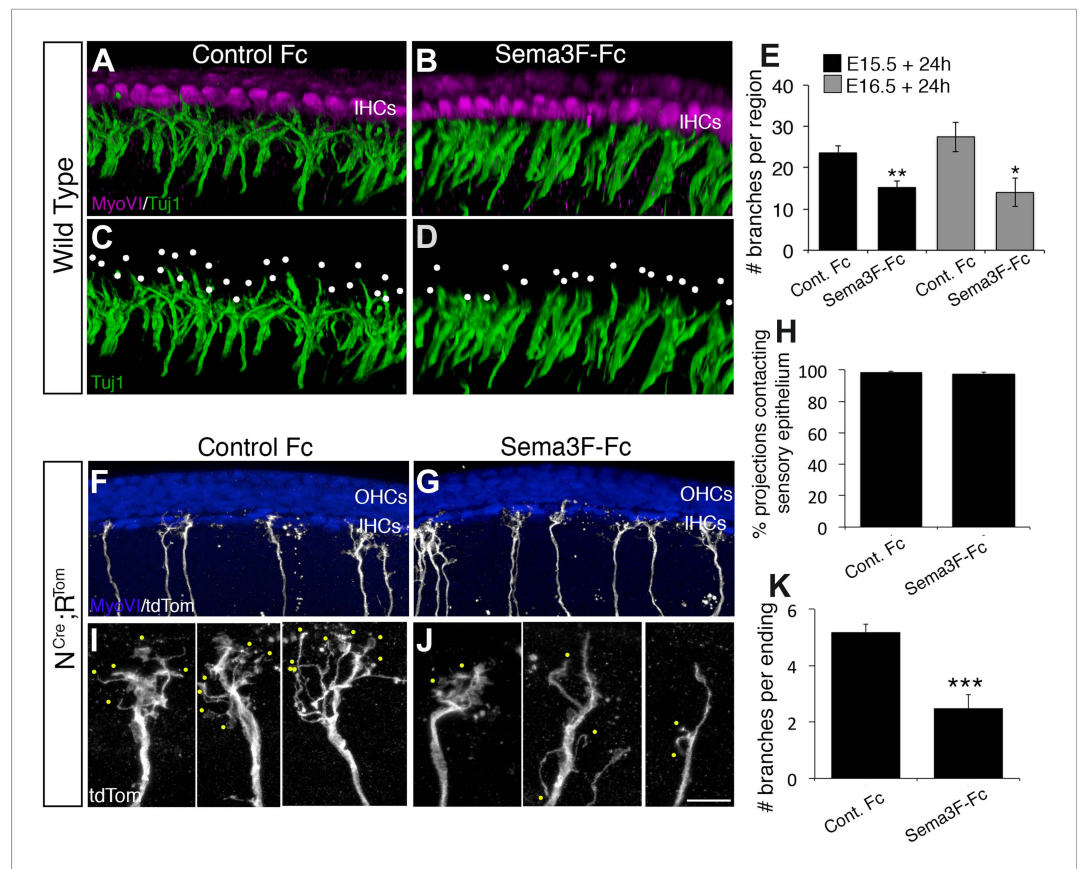 Control Fc
Sema3F-Fc
Wild Type
A
IHCs
MyoVI/Tuj1
B
IHCs
C
Tuj1
D
E
E15.5 + 24h
E16.5 + 24h
# branches per region
40
30
20
10
0
Cont. Fc
Sema3F-Fc
Cont. Fc
Sema3F-Fc
**
*
H
% projections contacting
sensory epithelium
100
80
60
40
20
0
Cont. Fc
Sema3F-Fc
Control Fc
Sema3F-Fc
NCre;RTom
F
OHCs
IHCs
MyoVI/tdTom
G
OHCs
IHCs
I
tdTom
J
K
# branches per ending
6
4
2
0
***
Cont. Fc
Sema3F-Fc